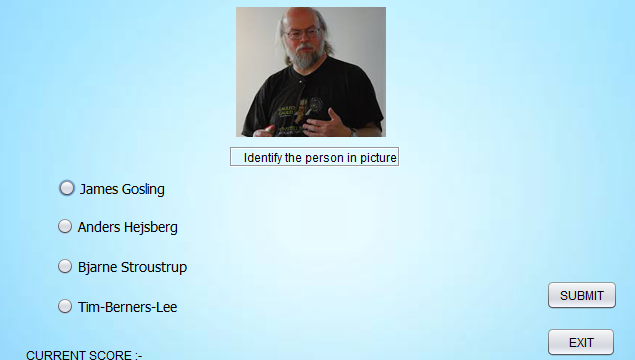 Identify the person in picture
James Gosling
Anders Hejsberg
Bjarne Stroustrup
Tim-Berners-Lee
SUBMIT
EXIT
CURRENT SCORE :-